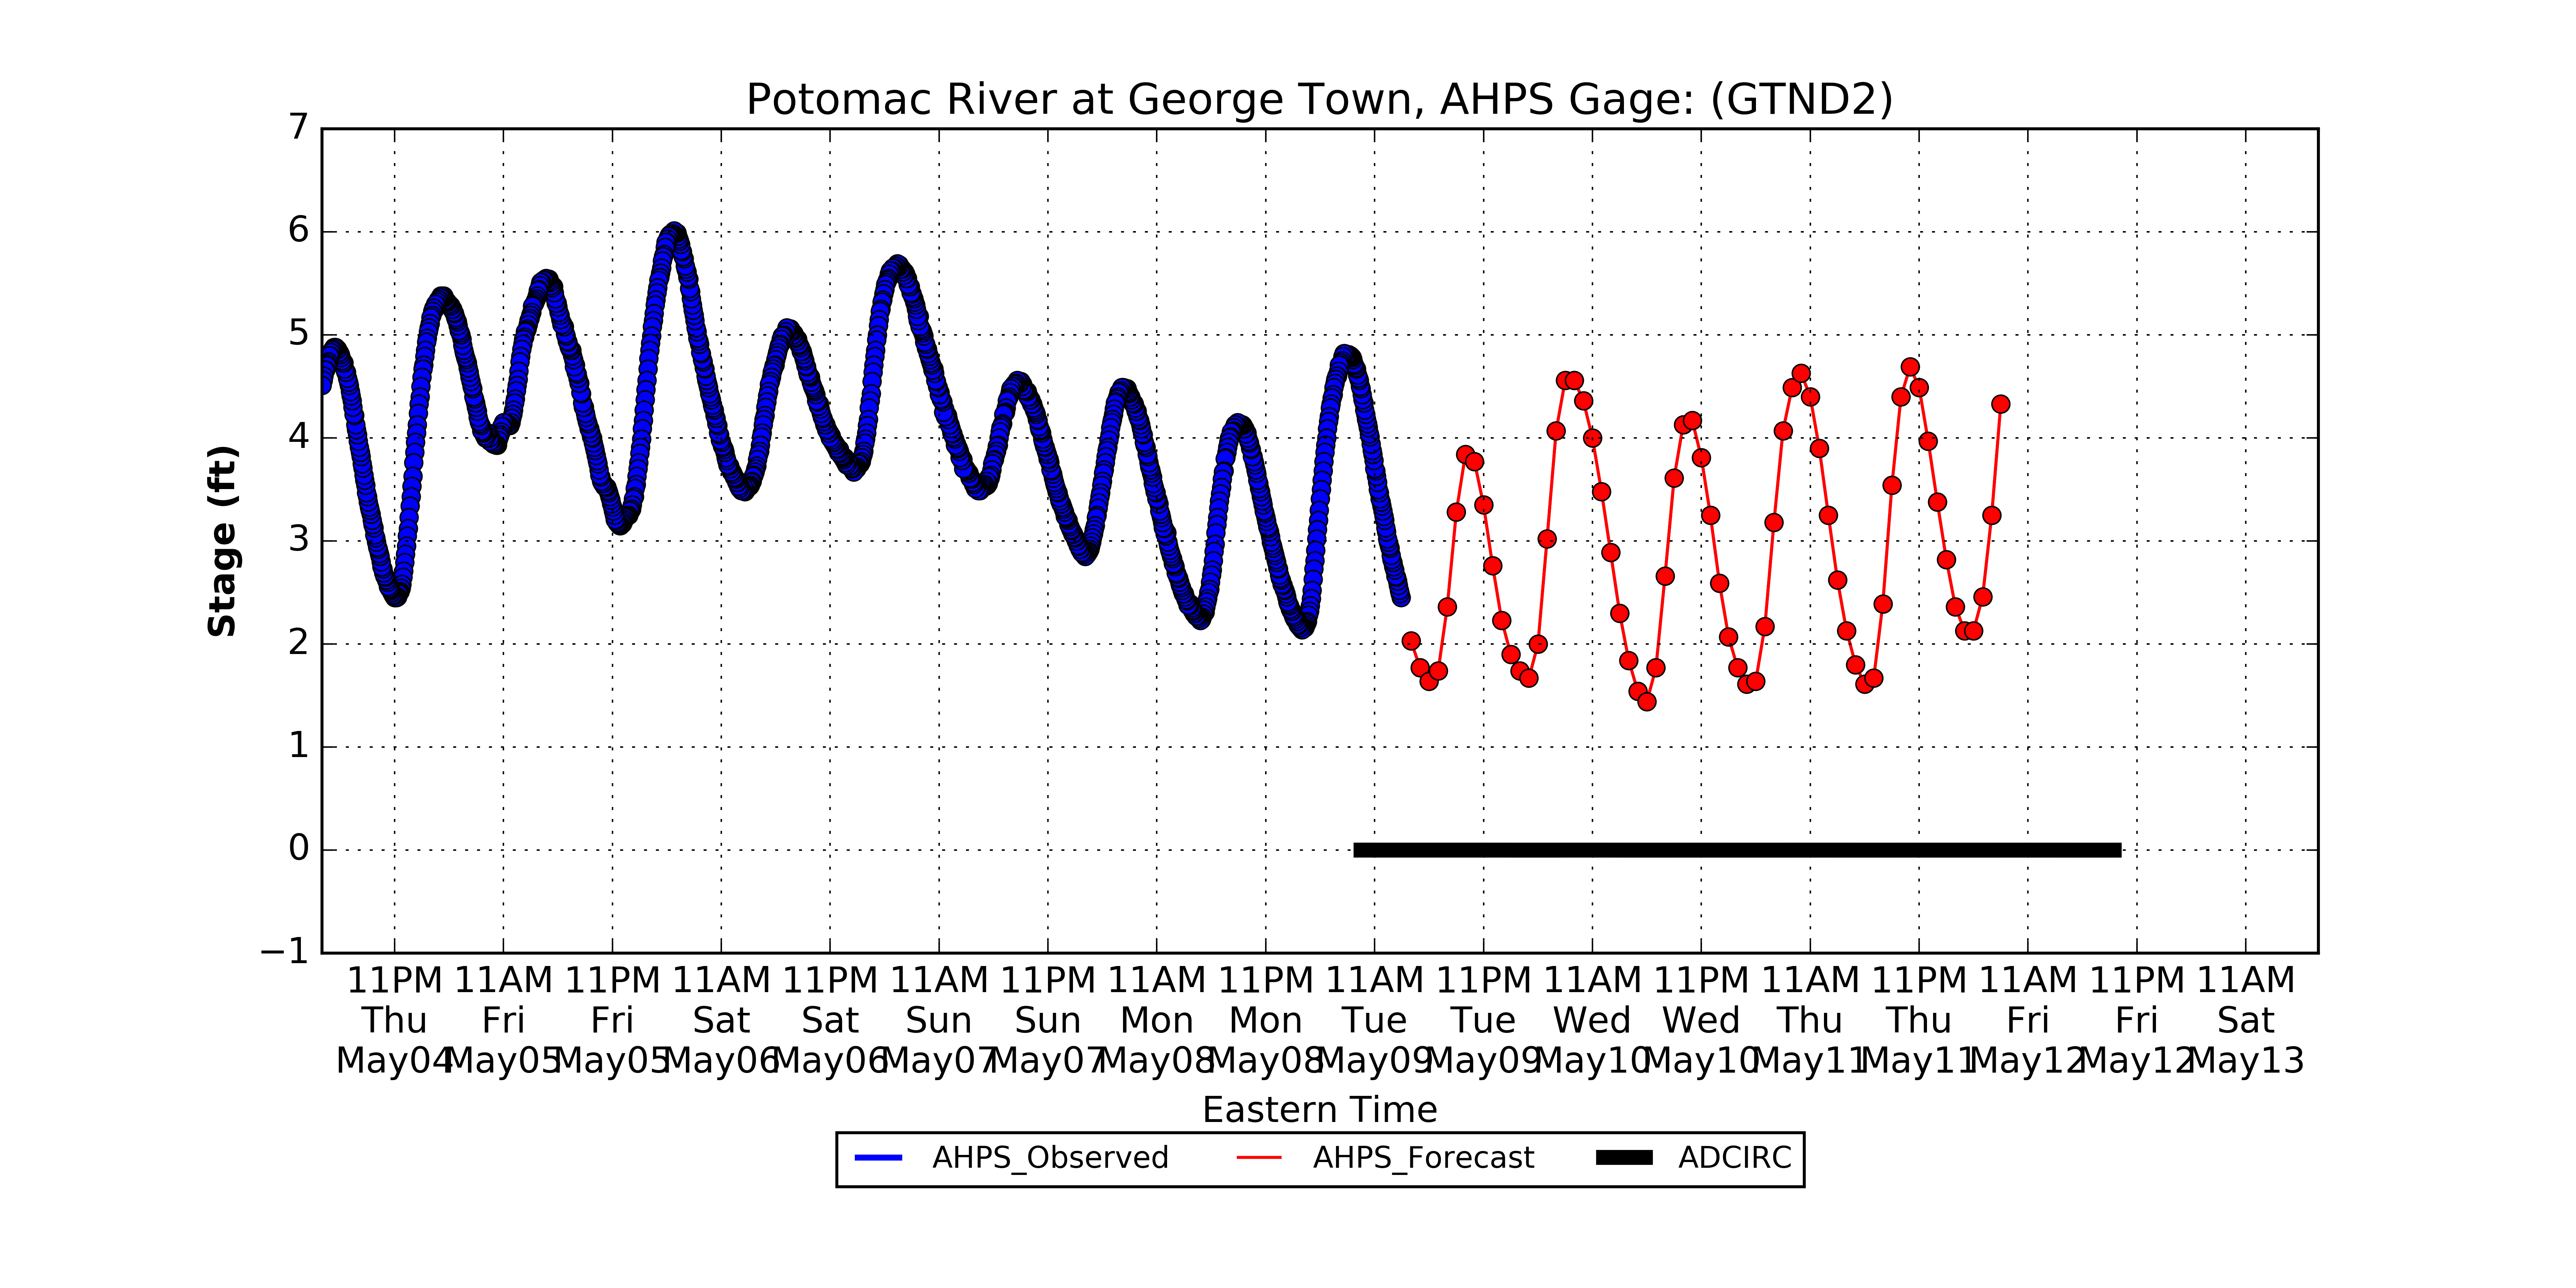 Potomac River at George Town, AHPS Gage: (GTND2)
7
6
5
4
3
2
1
0
−1
Stage (ft)
11PM 11AM 11PM 11AM 11PM 11AM 11PM 11AM 11PM 11AM 11PM 11AM 11PM 11AM 11PM 11AM 11PM 11AM
Thu Fri Fri Sat Sat Sun Sun Mon Mon Tue Tue Wed Wed Thu Thu Fri Fri Sat
May04 May05 May05 May06 May06 May07 May07 May08 May08 May09 May09 May10 May10 May11 May11 May12 May12 May13
Eastern Time
AHPS_Observed AHPS_Forecast ADCIRC